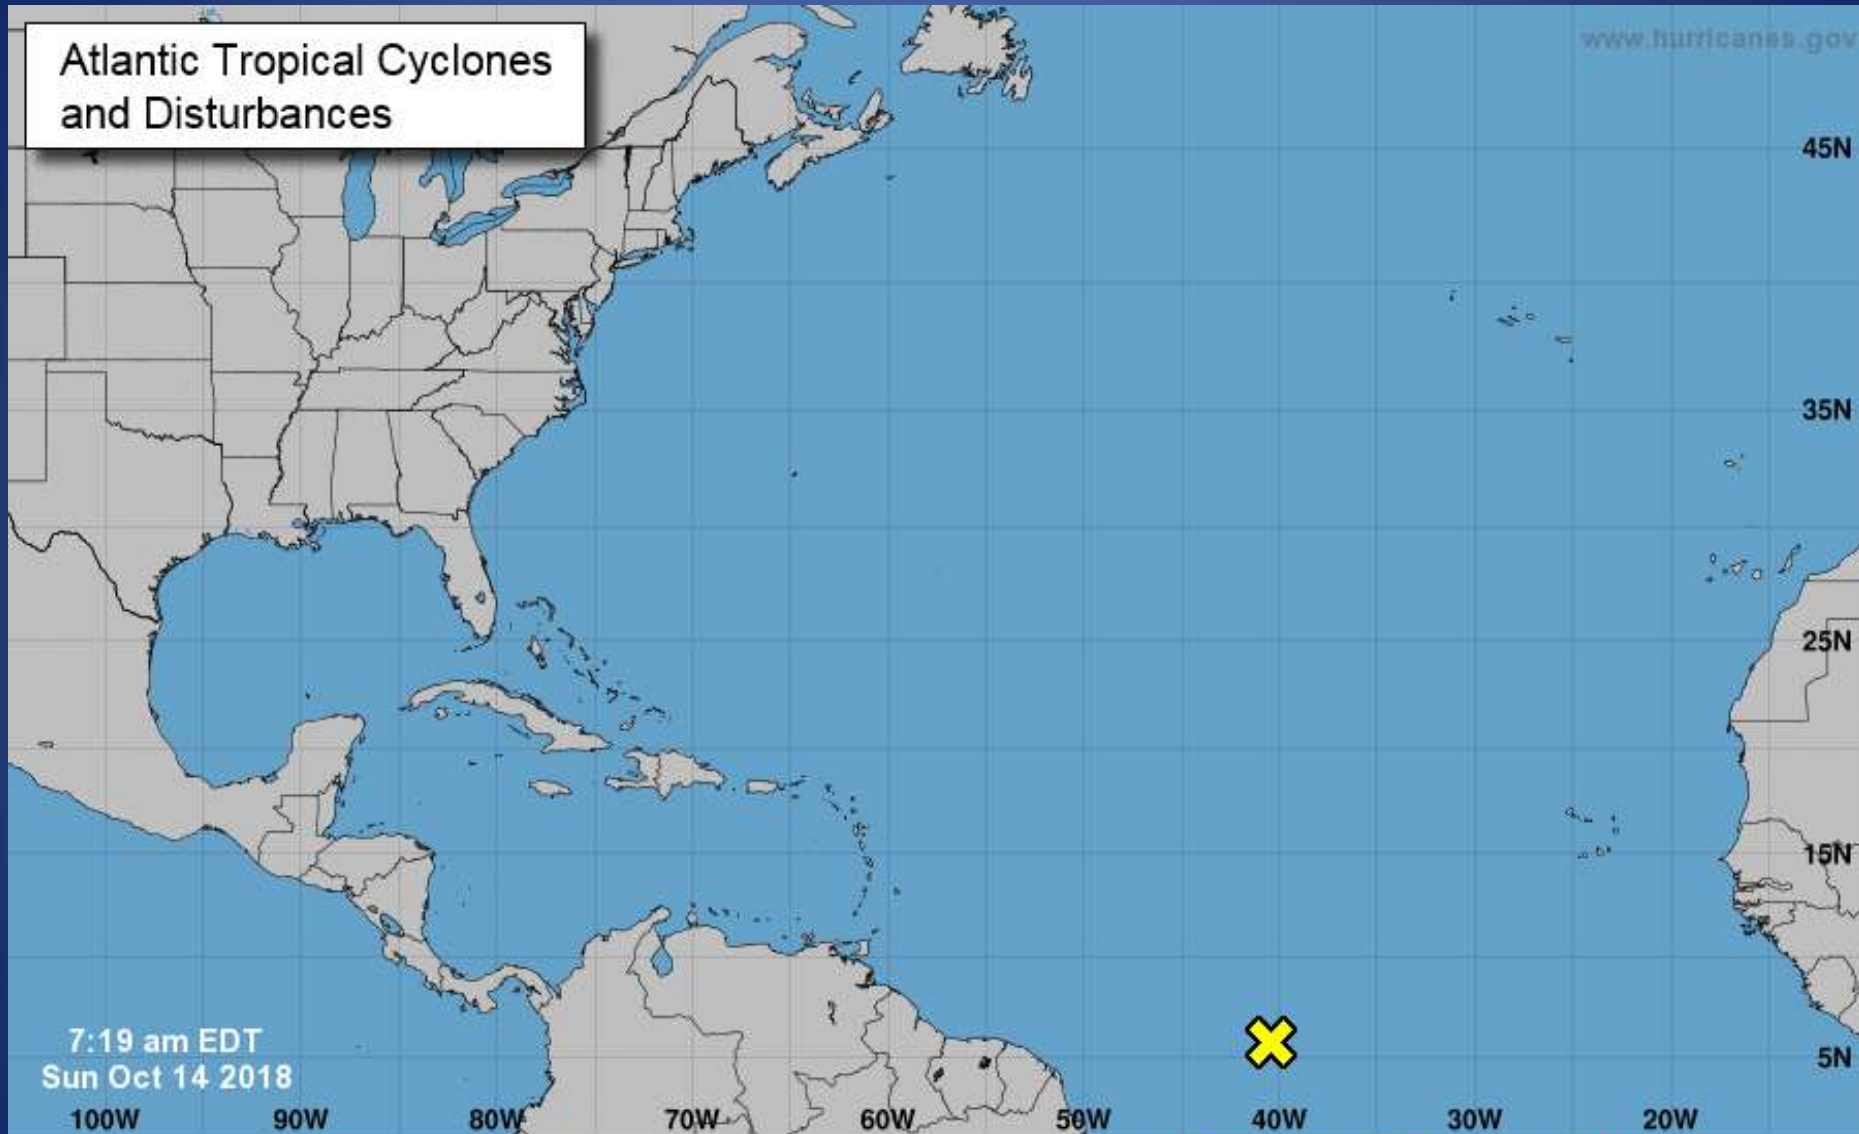 Atlantic Tropical Cyclones
and Disturbances
www.hurricanes.gov
45N
35N
25N
15N
5N
7:19 am EDT
Sun Oct 14 2018
100W 90W 80W 70W 60W 50W 40W 30W 20W